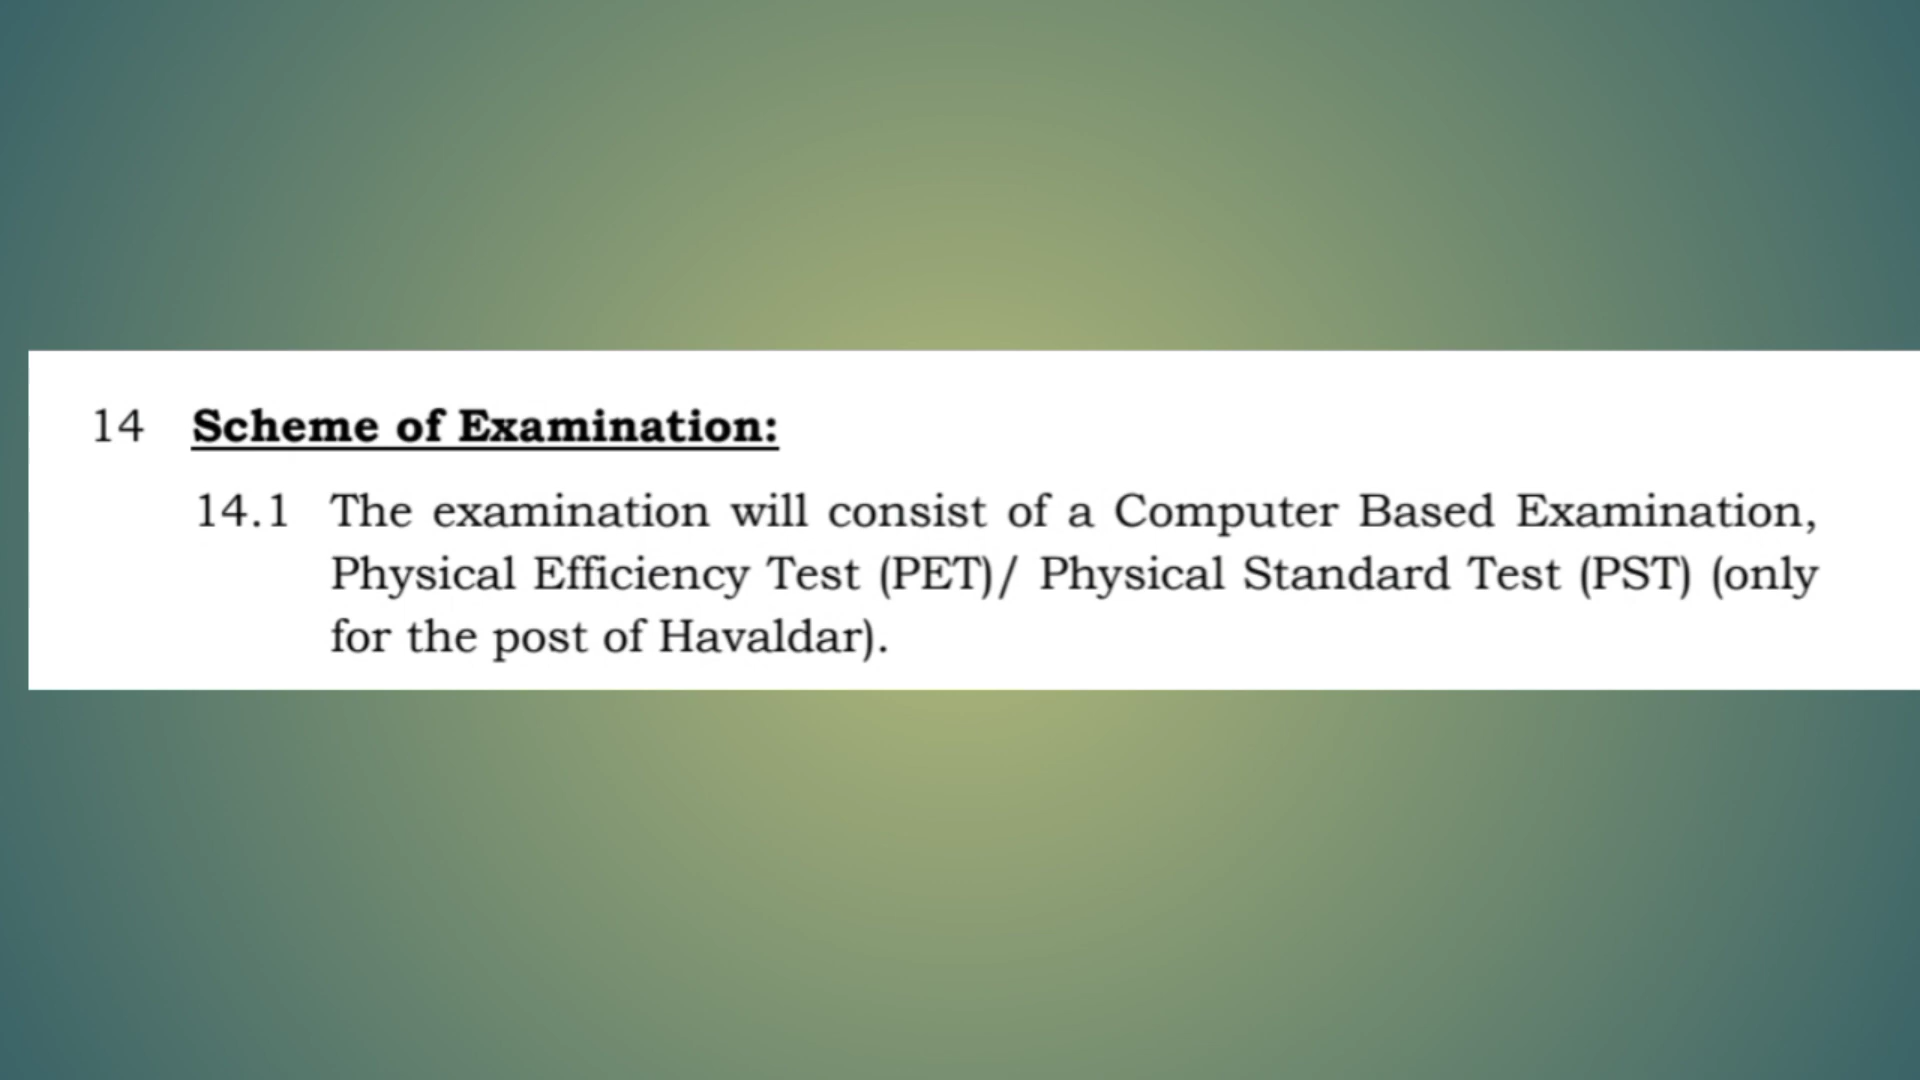 14 Scheme of Examination:
14.1 The examination will consist of a Computer Based Examination,
Physical Efficiency Test (PET)/ Physical Standard Test (PST) (only
for the post of Havaldar).